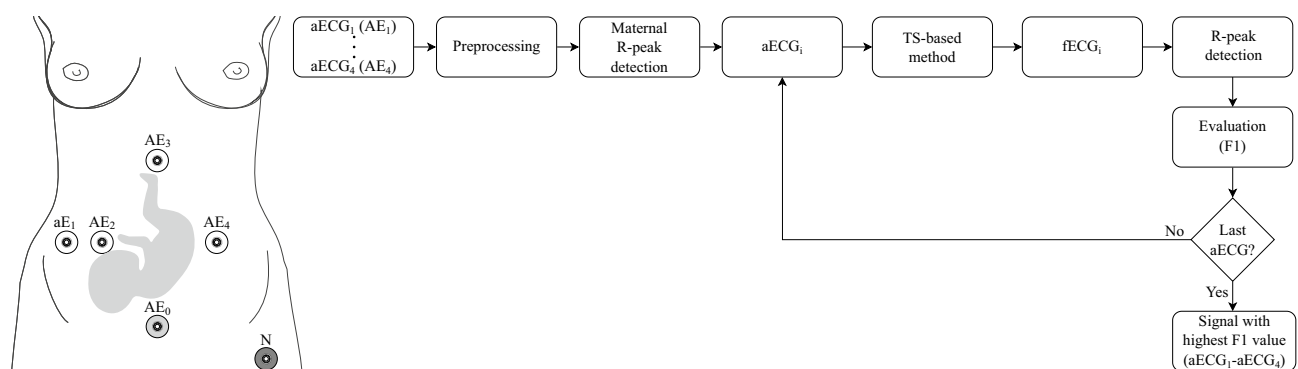 AE₃
aE₁ AE₂ AE₄
AE₀
N
aECG₁ (AE₁)
⋮
aECG₄ (AE₄)
Preprocessing
Maternal
R-peak
detection
aECGᵢ
TS-based
method
fECGᵢ
R-peak
detection
Evaluation
(F1)
Last
aECG?
No
Yes
Signal with
highest F1 value
(aECG₁-aECG₄)